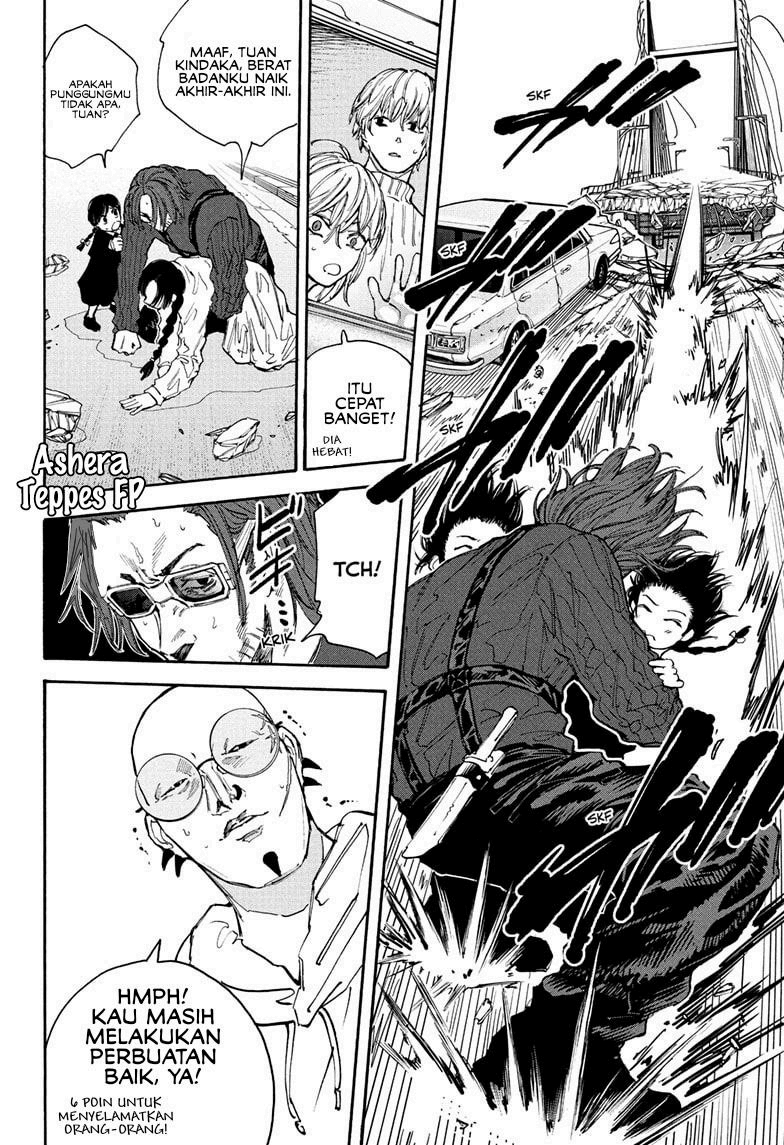 SKF
SKF
SKF
SKF
ITU
CEPAT
BANGET!
DIA
HEBAT!
MAAF, TUAN
KINDAKA, BERAT
BADANKU NAIK
AKHIR-AKHIR INI.
APAKAH
PUNGGUNGMU
TIDAK APA,
TUAN?
Ashera
Teppes FP
TCH!
KRIK
HMPH!
KAU MASIH
MELAKUKAN
PERBUATAN
BAIK, YA!
6 POIN UNTUK
MENYELAMATKAN
ORANG-ORANG!